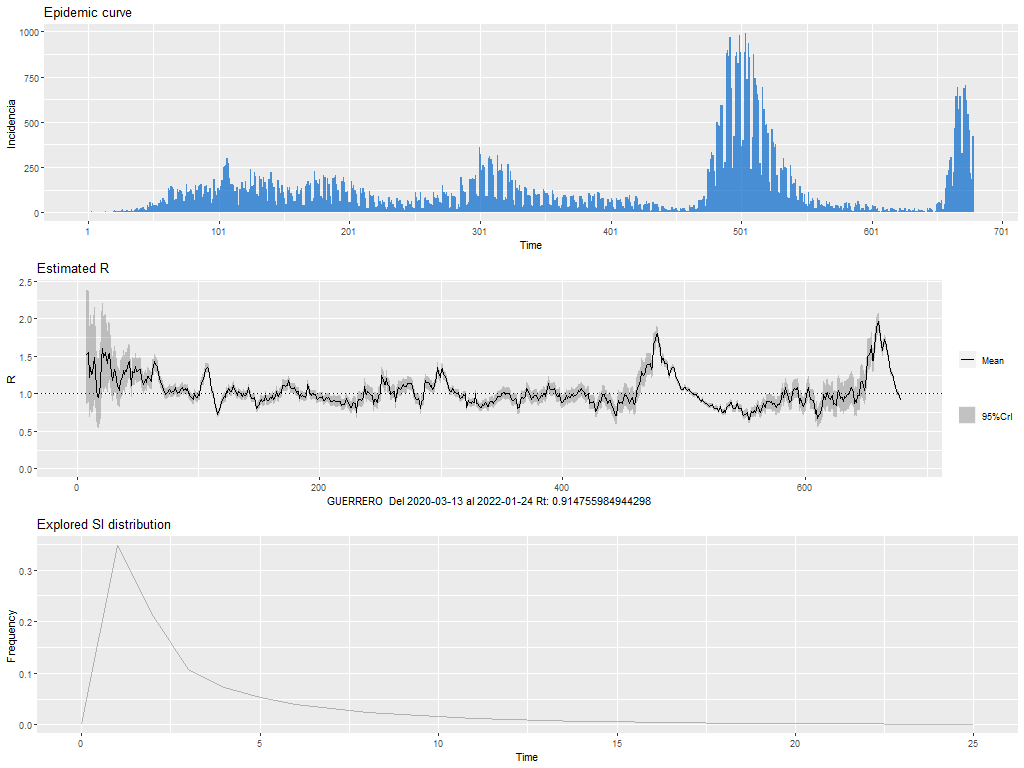 Epidemic curve
1000
750
500
250
0
Incidencia
1 101 201 301 401 501 601 701
Time
Estimated R
2.5
2.0
1.5
1.0
0.5
0.0
R
Mean
95%CrI
0 200 400 600
GUERRERO Del 2020-03-13 al 2022-01-24 Rt: 0.914755984944298
Explored SI distribution
0.3
0.2
0.1
0.0
Frequency
0 5 10 15 20 25
Time